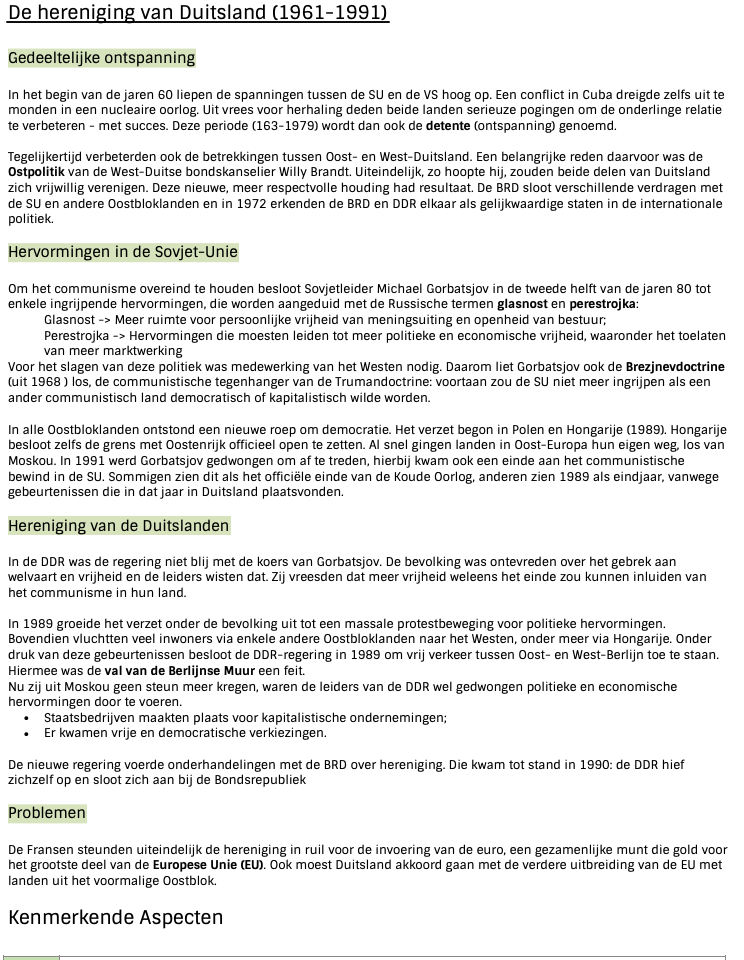 De hereniging van Duitsland (1961-1991)
Gedeeltelijke ontspanning
In het begin van de jaren 60 liepen de spanningen tussen de SU en de VS hoog op. Een conflict in Cuba dreigde zelfs uit te
monden in een nucleaire oorlog. Uit vrees voor herhaling deden beide landen serieuze pogingen om de onderlinge relatie
te verbeteren - met succes. Deze periode (163-1979) wordt dan ook de detente (ontspanning) genoemd.
Tegelijkertijd verbeterden ook de betrekkingen tussen Oost- en West-Duitsland. Een belangrijke reden daarvoor was de
Ostpolitik van de West-Duitse bondskanselier Willy Brandt. Uiteindelijk, zo hoopte hij, zouden beide delen van Duitsland
zich vrijwillig verenigen. Deze nieuwe, meer respectvolle houding had resultaat. De BRD sloot verschillende verdragen met
de SU en andere Oostbloklanden en in 1972 erkenden de BRD en DDR elkaar als gelijkwaardige staten in de internationale
politiek.
Hervormingen in de Sovjet-Unie
Om het communisme overeind te houden besloot Sovjetleider Michael Gorbatsjov in de tweede helft van de jaren 80 tot
enkele ingrijpende hervormingen, die worden aangeduid met de Russische termen glasnost en perestrojka:
Glasnost -> Meer ruimte voor persoonlijke vrijheid van meningsuiting en openheid van bestuur;
Perestrojka -> Hervormingen die moesten leiden tot meer politieke en economische vrijheid, waaronder het toelaten
van meer marktwerking
Voor het slagen van deze politiek was medewerking van het Westen nodig. Daarom liet Gorbatsjov ook de Brezjnevdoctrine
(uit 1968 ) los, de communistische tegenhanger van de Trumandoctrine: voortaan zou de SU niet meer ingrijpen als een
ander communistisch land democratisch of kapitalistisch wilde worden.
In alle Oostbloklanden ontstond een nieuwe roep om democratie. Het verzet begon in Polen en Hongarije (1989). Hongarije
besloot zelfs de grens met Oostenrijk officieel open te zetten. Al snel gingen landen in Oost-Europa hun eigen weg, los van
Moskou. In 1991 werd Gorbatsjov gedwongen om af te treden, hierbij kwam ook een einde aan het communistische
bewind in de SU. Sommigen zien dit als het officiële einde van de Koude Oorlog, anderen zien 1989 als eindjaar, vanwege
gebeurtenissen die in dat jaar in Duitsland plaatsvonden.
Hereniging van de Duitslanden
In de DDR was de regering niet blij met de koers van Gorbatsjov. De bevolking was ontevreden over het gebrek aan
welvaart en vrijheid en de leiders wisten dat. Zij vreesden dat meer vrijheid weleens het einde zou kunnen inluiden van
het communisme in hun land.
In 1989 groeide het verzet onder de bevolking uit tot een massale protestbeweging voor politieke hervormingen.
Bovendien vluchtten veel inwoners via enkele andere Oostbloklanden naar het Westen, onder meer via Hongarije. Onder
druk van deze gebeurtenissen besloot de DDR-regering in 1989 om vrij verkeer tussen Oost- en West-Berlijn toe te staan.
Hiermee was de val van de Berlijnse Muur een feit.
Nu zij uit Moskou geen steun meer kregen, waren de leiders van de DDR wel gedwongen politieke en economische
hervormingen door te voeren.
• Staatsbedrijven maakten plaats voor kapitalistische ondernemingen;
• Er kwamen vrije en democratische verkiezingen.
De nieuwe regering voerde onderhandelingen met de BRD over hereniging. Die kwam tot stand in 1990: de DDR hief
zichzelf op en sloot zich aan bij de Bondsrepubliek
Problemen
De Fransen steunden uiteindelijk de hereniging in ruil voor de invoering van de euro, een gezamenlijke munt die gold voor
het grootste deel van de Europese Unie (EU). Ook moest Duitsland akkoord gaan met de verdere uitbreiding van de EU met
landen uit het voormalige Oostblok.
Kenmerkende Aspecten